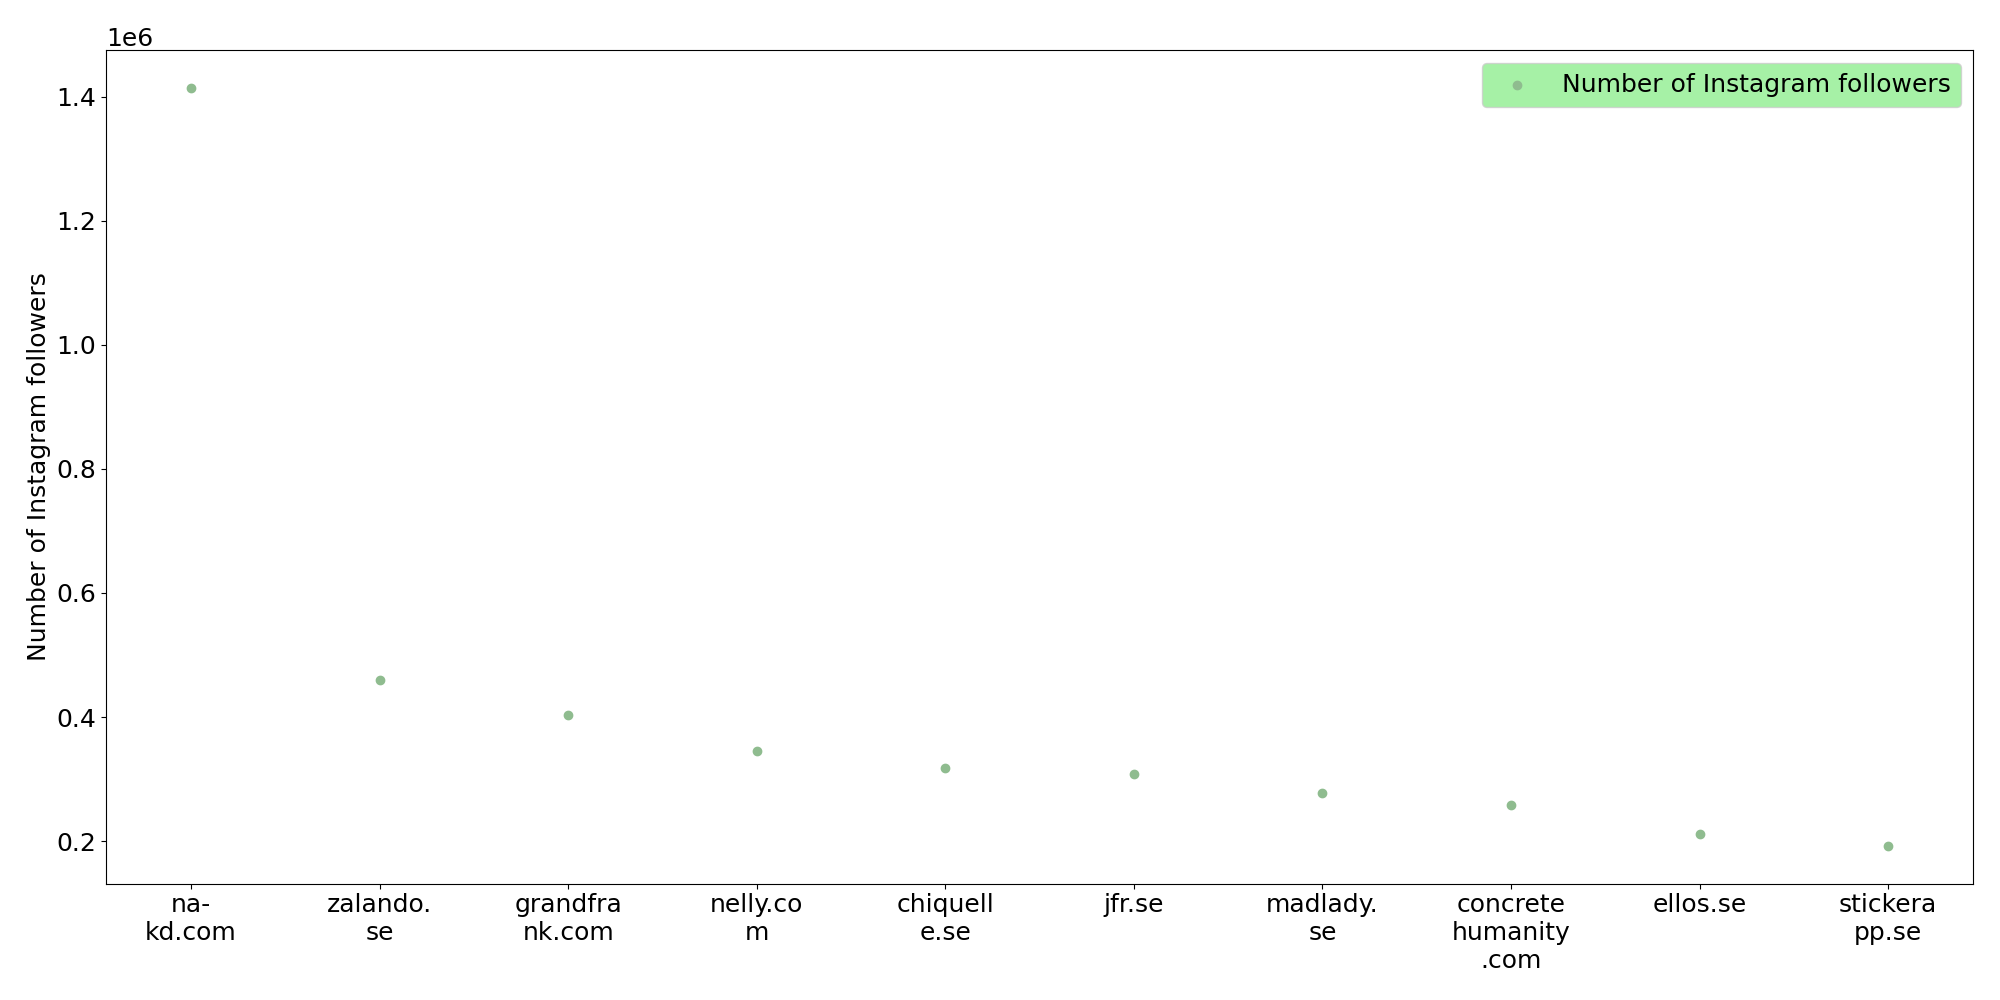 1e6
Number of Instagram followers
1.4
1.2
1.0
0.8
0.6
0.4
0.2
Number of Instagram followers
na-
kd.com
zalando.
se
grandfra
nk.com
nelly.co
m
chiquell
e.se
jfr.se
madlady.
se
concrete
humanity
.com
ellos.se
stickera
pp.se